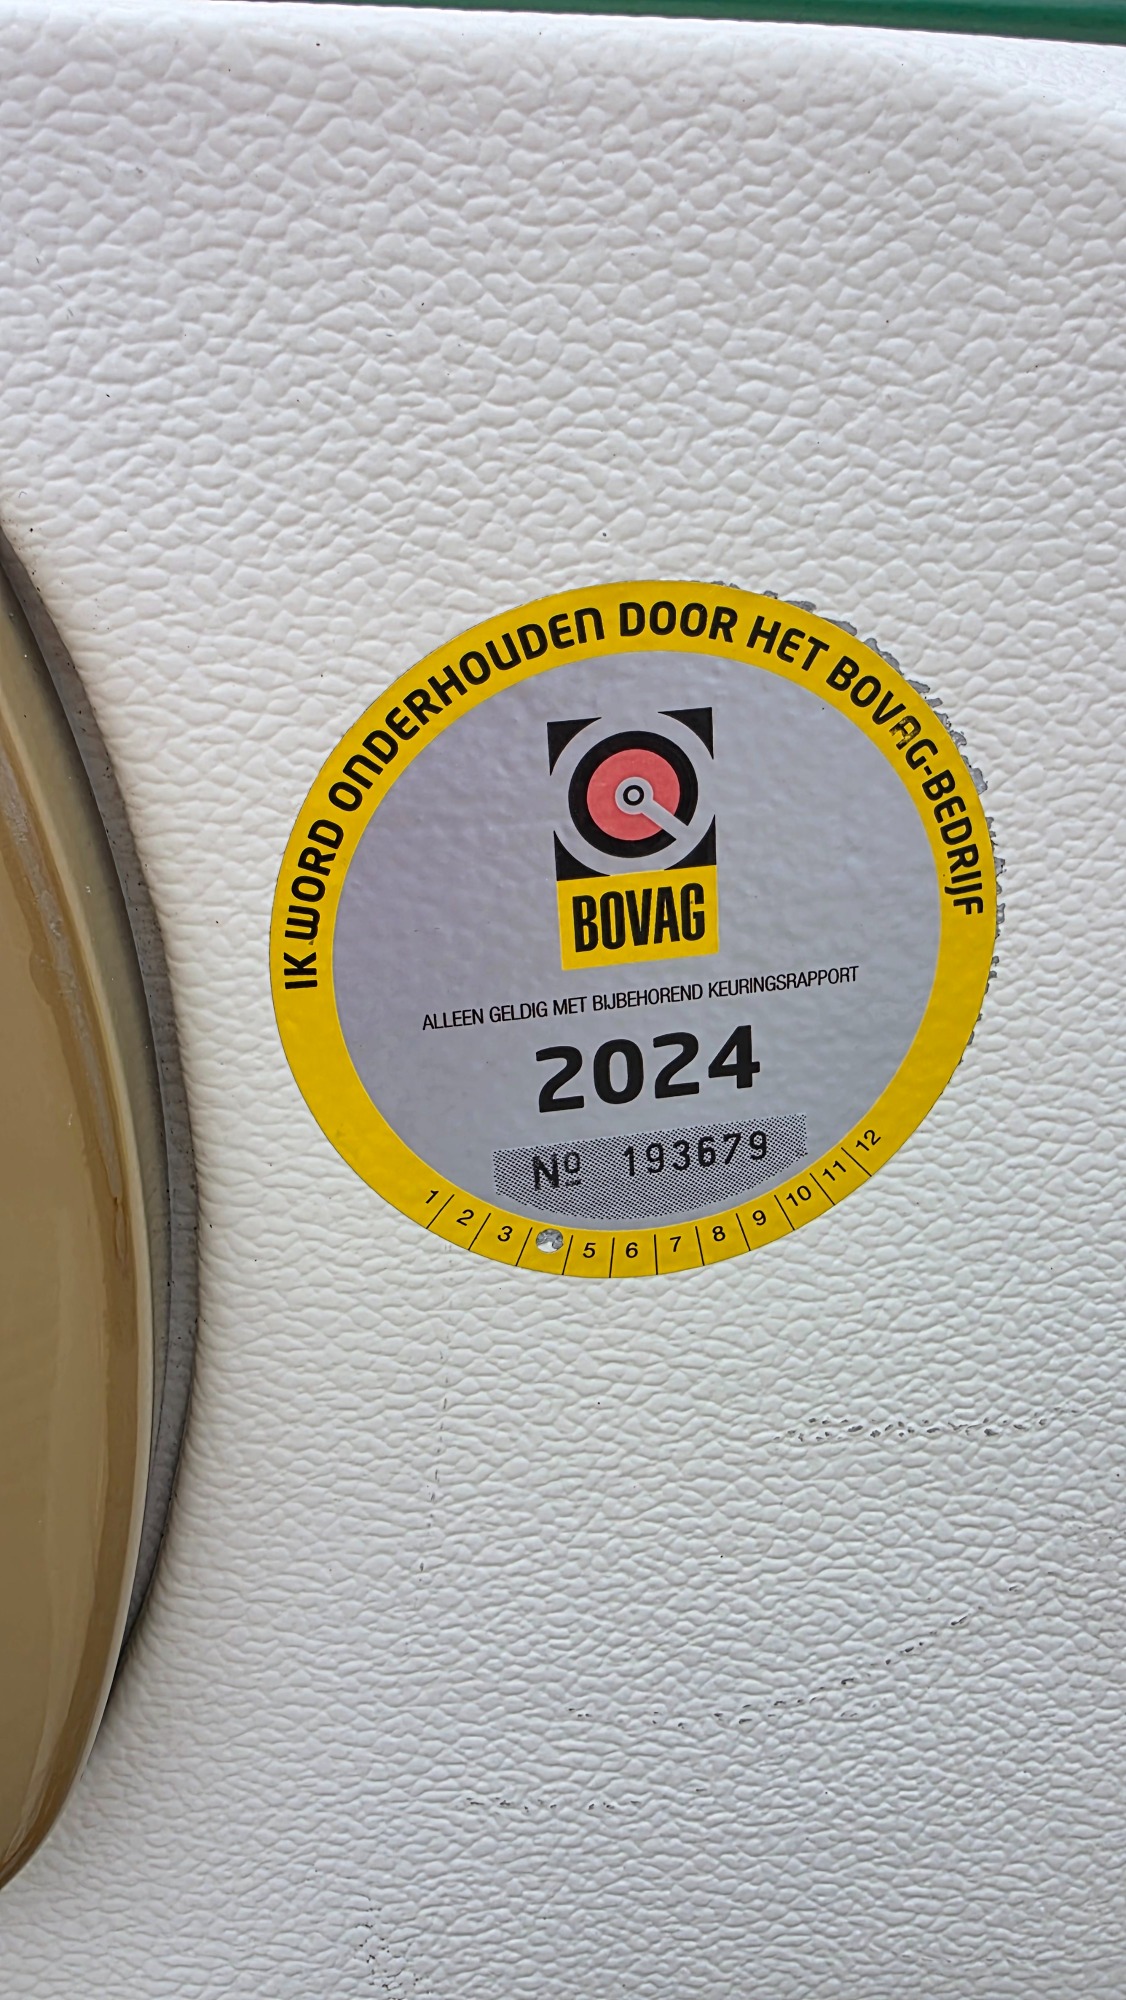 IK WORD ONDERHOUDEN DOOR HET BOVAG-BEDRIJF
BOVAG
ALLEEN GELDIG MET BIJBEHOREND KEURINGSRAPPORT
2024
Nº 193679
1 2 3 5 6 7 8 9 10 11 12